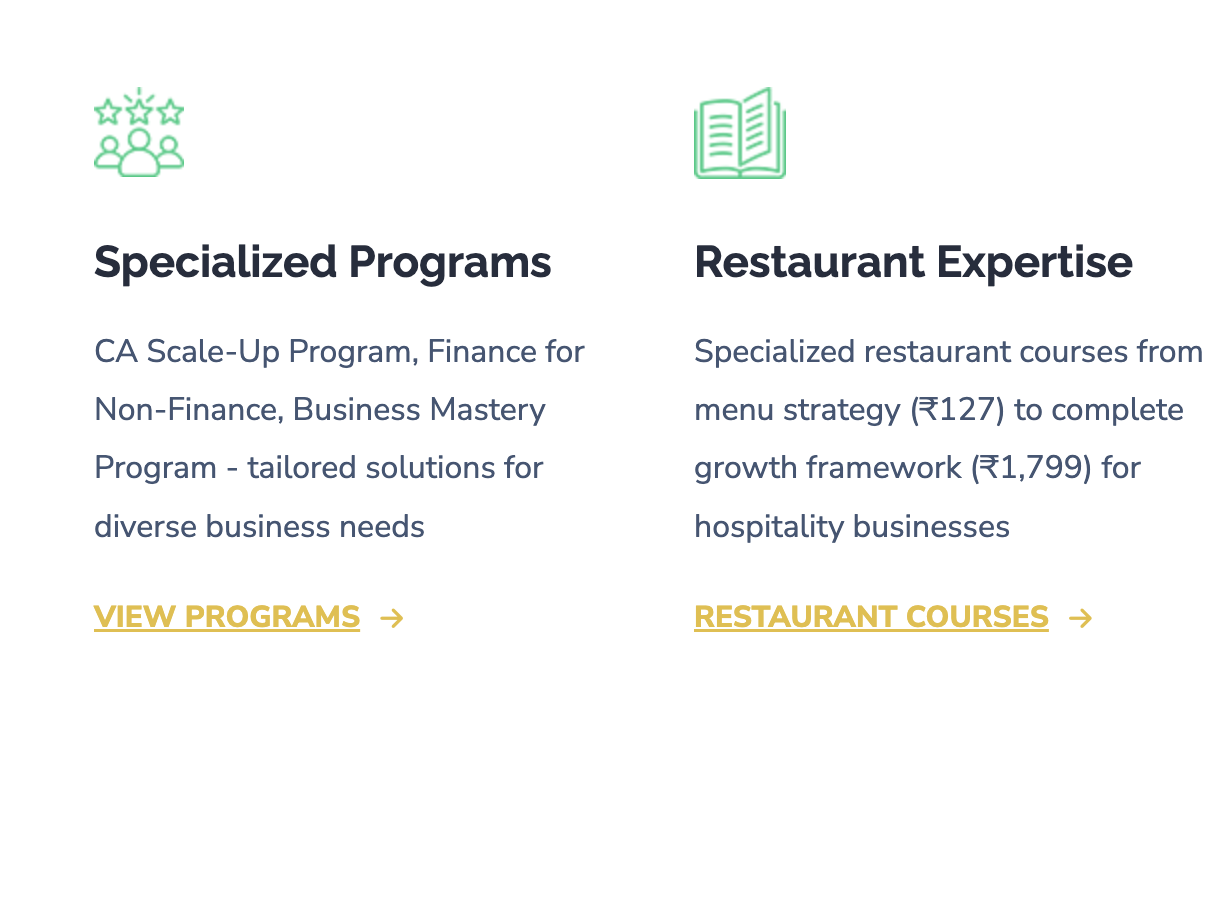 Specialized Programs
CA Scale-Up Program, Finance for
Non-Finance, Business Mastery
Program - tailored solutions for
diverse business needs
VIEW PROGRAMS →
Restaurant Expertise
Specialized restaurant courses from
menu strategy (₹127) to complete
growth framework (₹1,799) for
hospitality businesses
RESTAURANT COURSES →